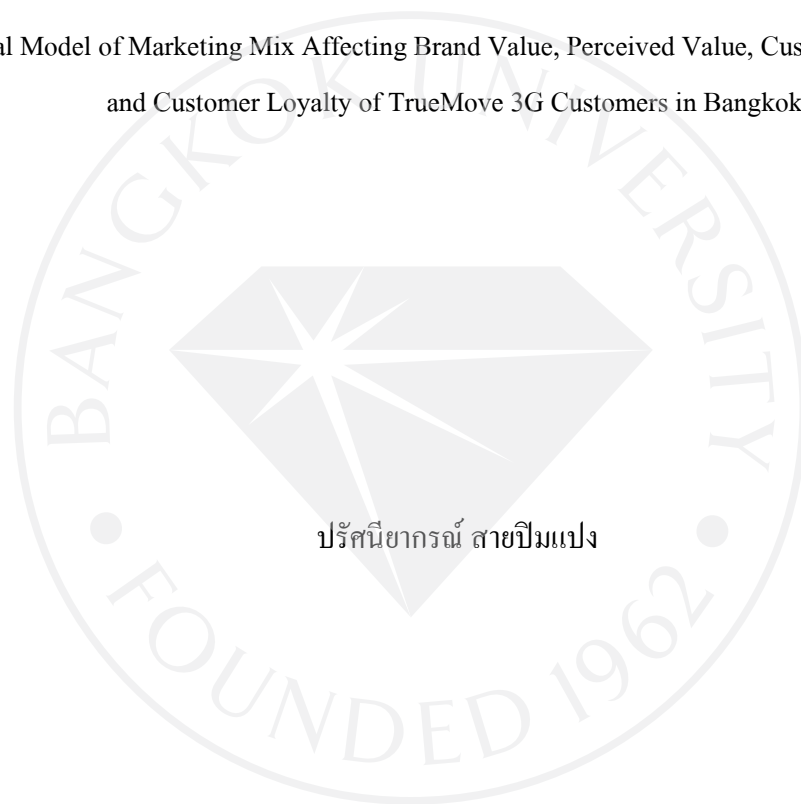 al Model of Marketing Mix Affecting Brand Value, Perceived Value, Cus
and Customer Loyalty of TrueMove 3G Customers in Bangkok
BANGKOK UNIVERSITY
ปรัศนียากรณ์ สายปิมแปง
FOUNDED 1962